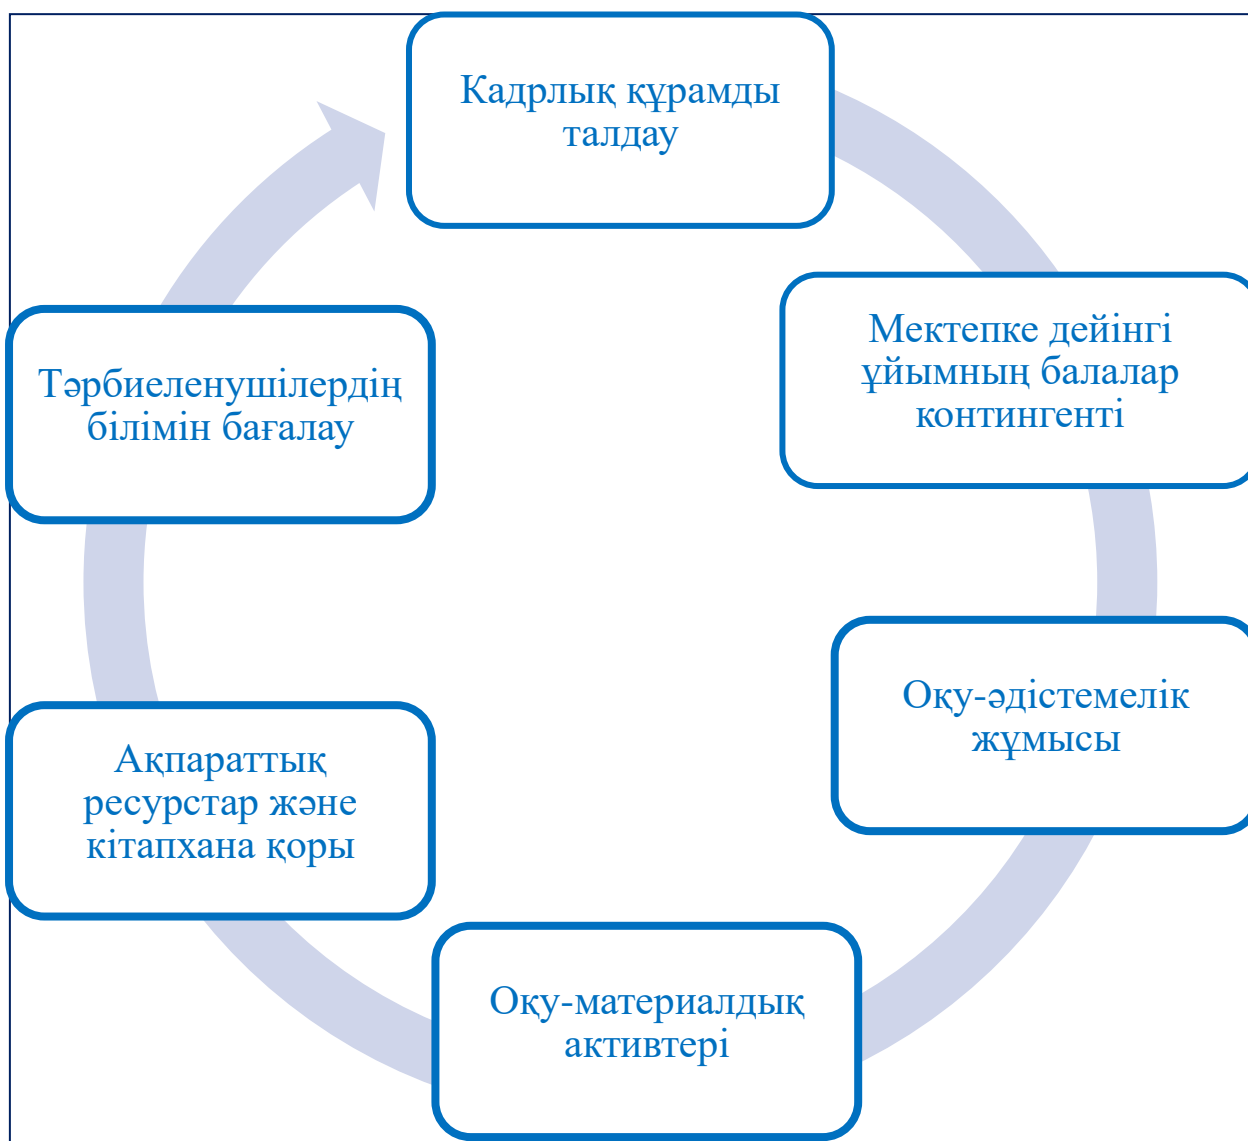 Кадрлық құрамды
талдау
Мектепке дейінгі
ұйымның балалар
контингенті
Оқу-әдістемелік
жұмысы
Оқу-материалдық
активтері
Ақпараттық
ресурстар және
кітапхана қоры
Тәрбиеленушілердің
білімін бағалау